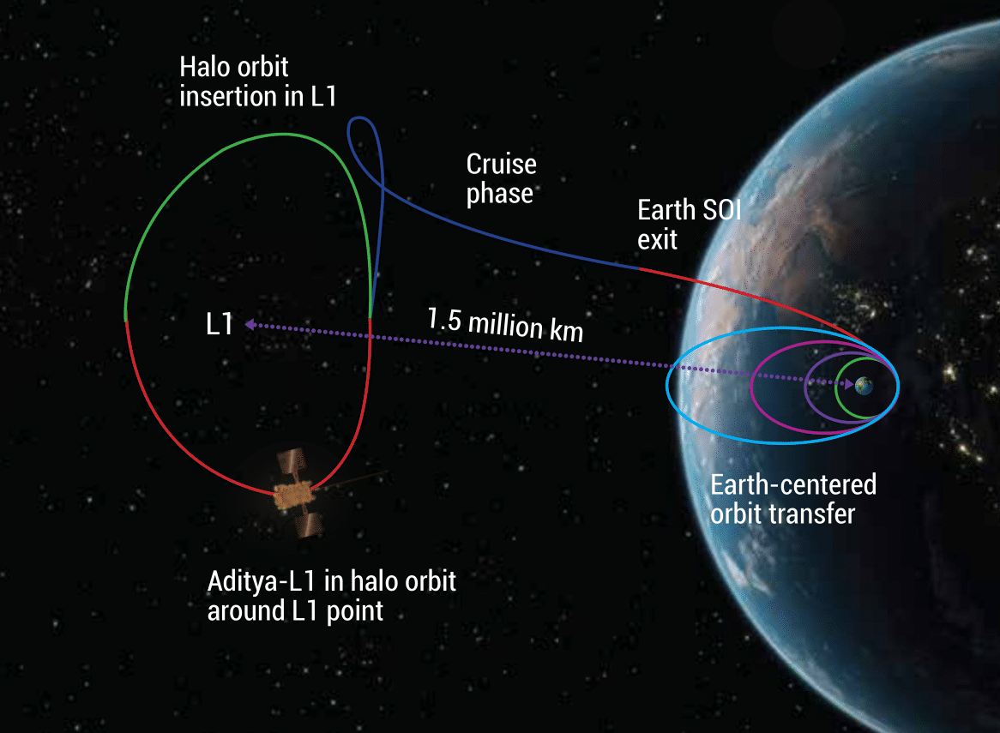 Halo orbit
insertion in L1
Cruise
phase
Earth SOI
exit
L1
1.5 million km
Earth-centered
orbit transfer
Aditya-L1 in halo orbit
around L1 point